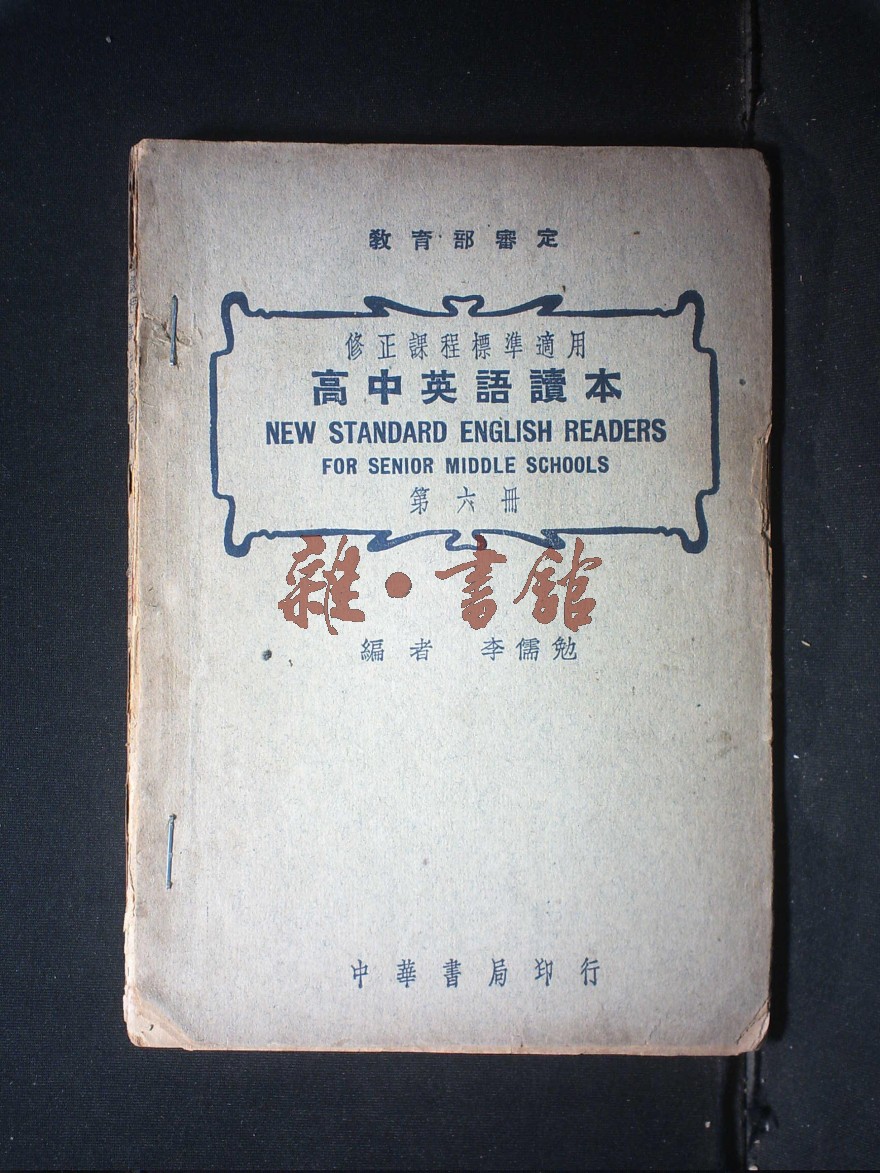 教育部審定
修正課程標準適用
高中英語讀本
NEW STANDARD ENGLISH READERS
FOR SENIOR MIDDLE SCHOOLS
第六冊
雜·書館
編者 李儒勉
中華書局印行